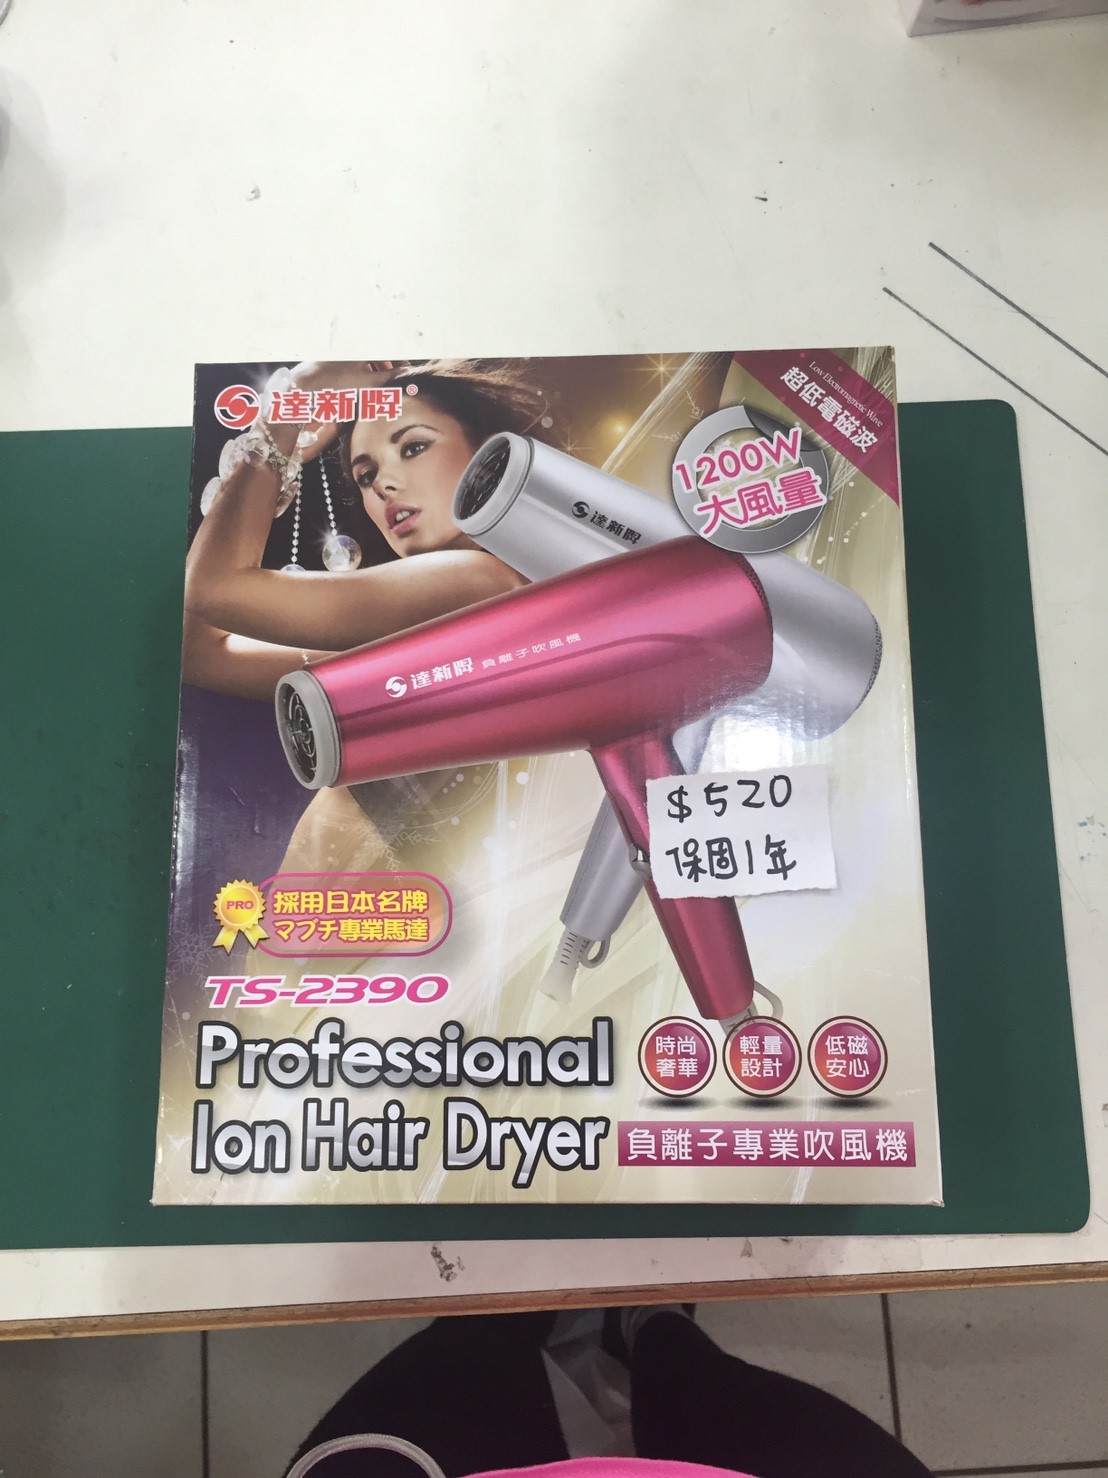 達新牌®
Low Electromagnetic Wave
超低電磁波
1200W
大風量
達新牌
達新牌 負離子吹風機
$520
保固1年
PRO
採用日本名牌
マブチ專業馬達
TS-2390
Professional
Ion Hair Dryer
時尚
奢華
輕量
設計
低磁
安心
負離子專業吹風機